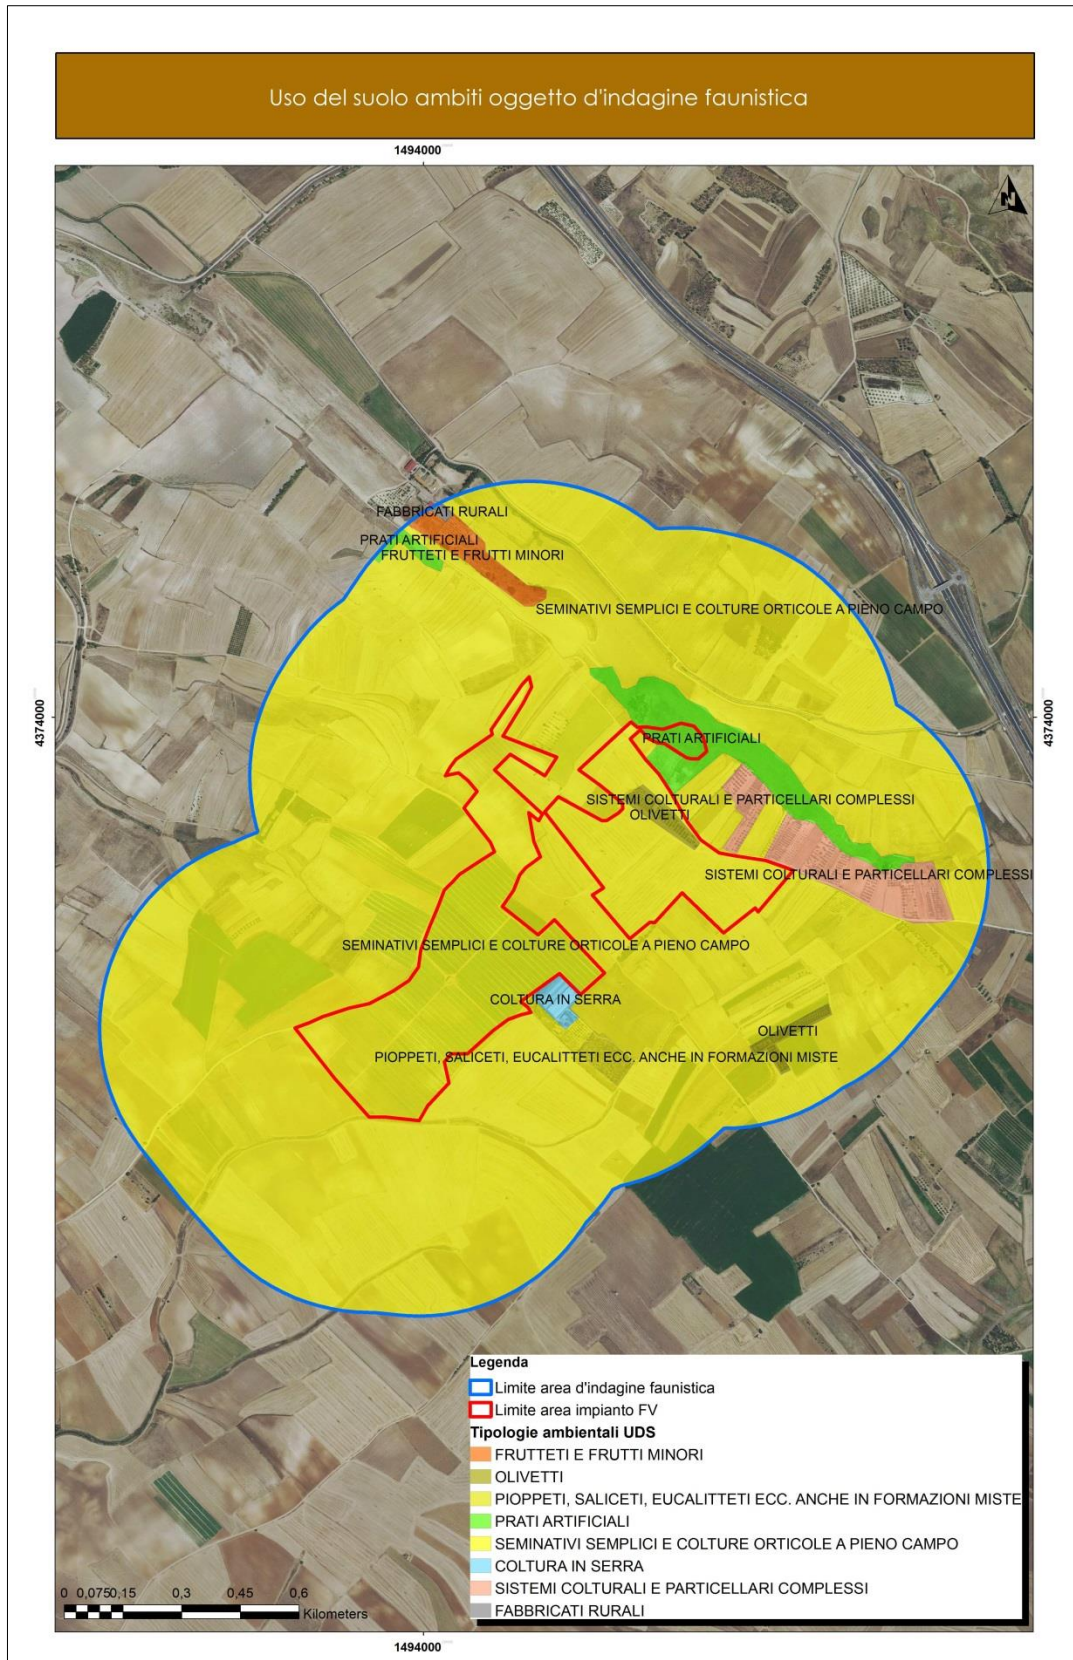 Uso del suolo ambiti oggetto d'indagine faunistica
1494000
N
FABBRICATI RURALI
PRATI ARTIFICIALI
FRUTTETI E FRUTTI MINORI
SEMINATIVI SEMPLICI E COLTURE ORTICOLE A PIENO CAMPO
4374000
4374000
PRATI ARTIFICIALI
SISTEMI COLTURALI E PARTICELLARI COMPLESSI
OLIVETTI
SISTEMI COLTURALI E PARTICELLARI COMPLESSI
SEMINATIVI SEMPLICI E COLTURE ORTICOLE A PIENO CAMPO
COLTURA IN SERRA
OLIVETTI
PIOPPETI, SALICETI, EUCALITTETI ECC. ANCHE IN FORMAZIONI MISTE
Legenda
Limite area d'indagine faunistica
Limite area impianto FV
Tipologie ambientali UDS
FRUTTETI E FRUTTI MINORI
OLIVETTI
PIOPPETI, SALICETI, EUCALITTETI ECC. ANCHE IN FORMAZIONI MISTE
PRATI ARTIFICIALI
SEMINATIVI SEMPLICI E COLTURE ORTICOLE A PIENO CAMPO
COLTURA IN SERRA
SISTEMI COLTURALI E PARTICELLARI COMPLESSI
FABBRICATI RURALI
0 0,075 0,15 0,3 0,45 0,6
Kilometers
1494000